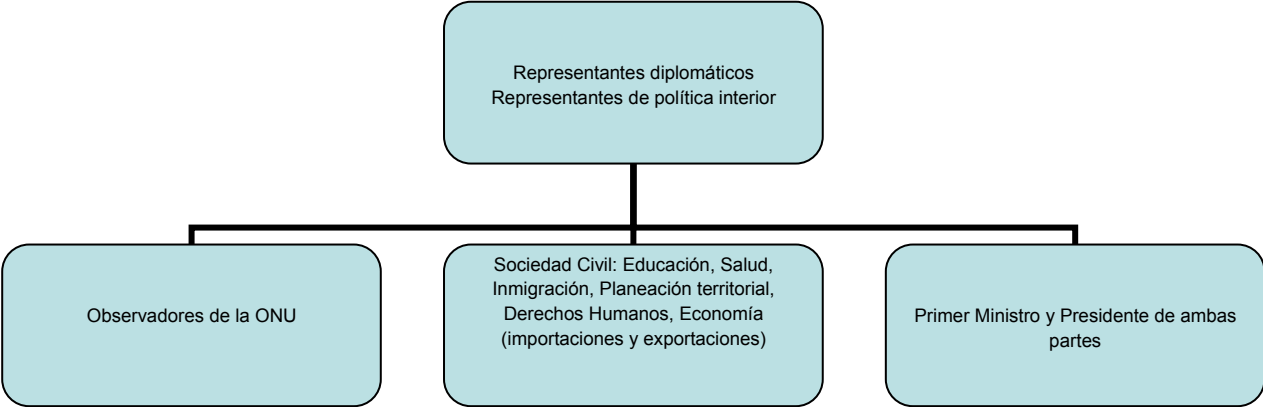 Representantes diplomáticos
Representantes de política interior
Observadores de la ONU
Sociedad Civil: Educación, Salud,
Inmigración, Planeación territorial,
Derechos Humanos, Economía
(importaciones y exportaciones)
Primer Ministro y Presidente de ambas
partes